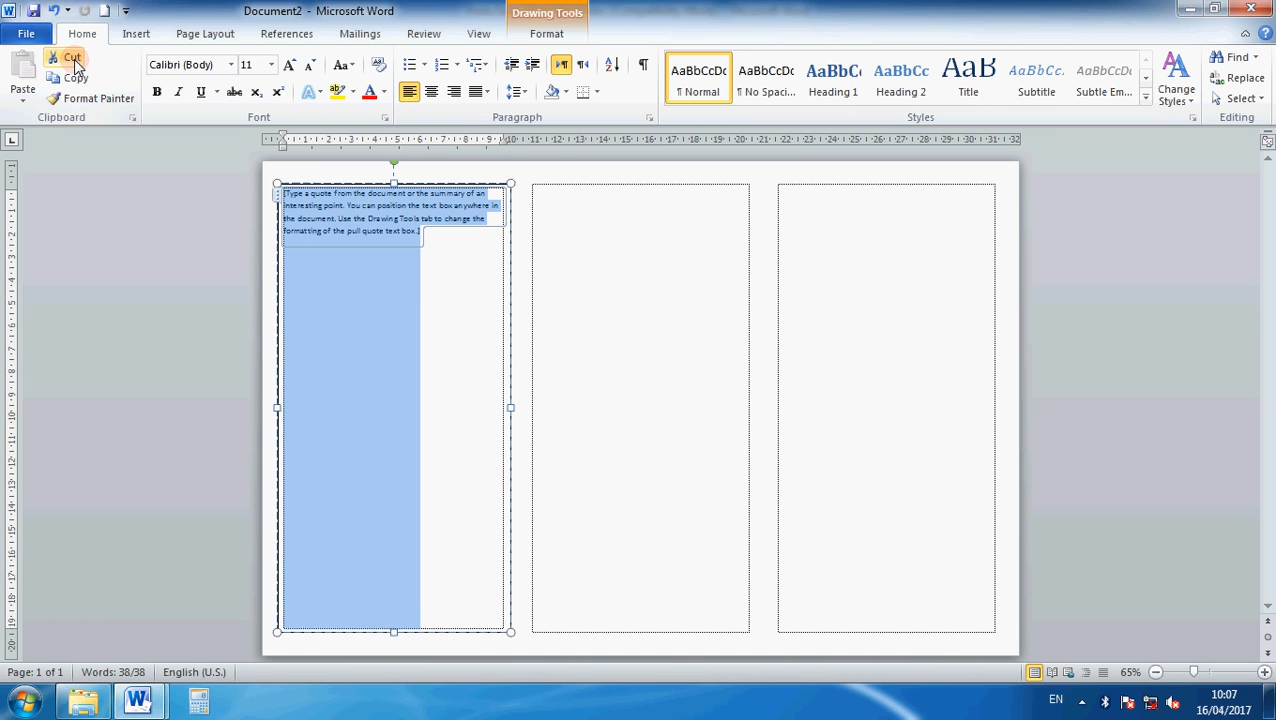 Document2 - Microsoft Word
Drawing Tools
File Home Insert Page Layout References Mailings Review View Format
Cut
Copy
Format Painter
Paste
Clipboard
Calibri (Body) 11
Font
Paragraph
AaBbCcDc AaBbCcDc AaBbCc AaBbCc AaB AaBbCc. AaBbCcDc
¶ Normal ¶ No Spaci... Heading 1 Heading 2 Title Subtitle Subtle Em...
Change
Styles
Styles
Find
Replace
Select
Editing
[Type a quote from the document or the summary of an
interesting point. You can position the text box anywhere in
the document. Use the Drawing Tools tab to change the
formatting of the pull quote text box.]
Page: 1 of 1 Words: 38/38 English (U.S.) 65%
EN 10:07
16/04/2017